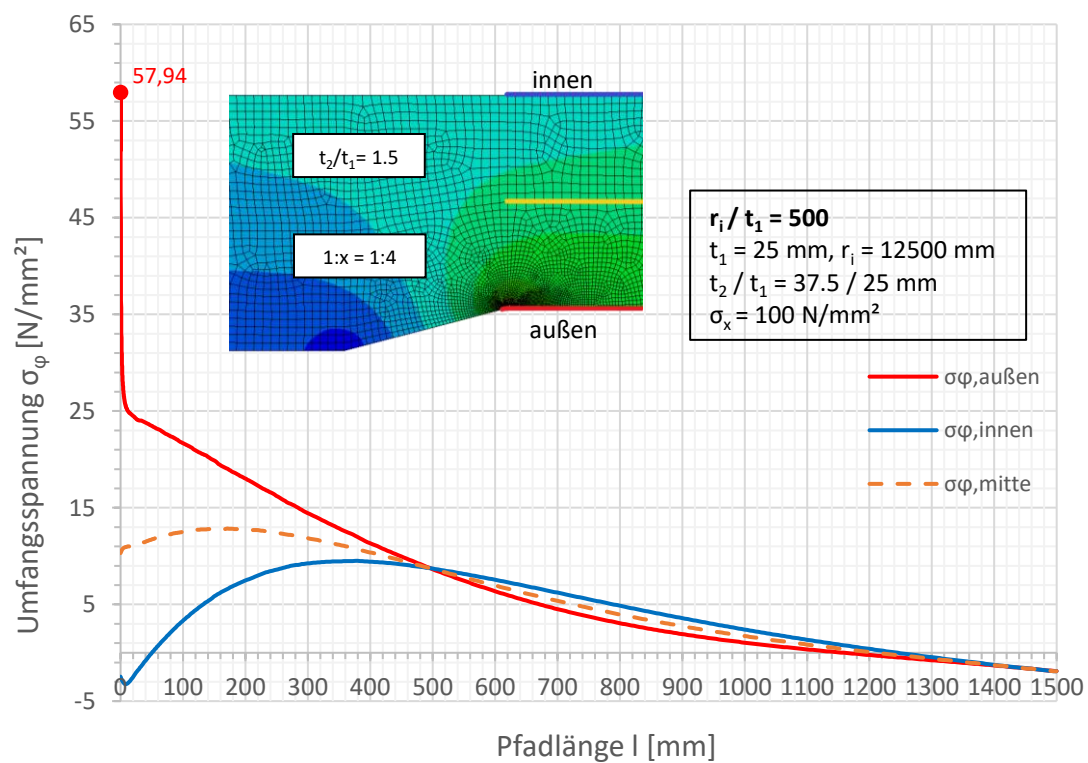 65
55
45
35
25
15
5
-5
Umfangsspannung σφ [N/mm²]
57,94
innen
t₂/t₁= 1.5
1:x = 1:4
außen
rᵢ / t₁ = 500
t₁ = 25 mm, rᵢ = 12500 mm
t₂ / t₁ = 37.5 / 25 mm
σₓ = 100 N/mm²
σφ,außen
σφ,innen
σφ,mitte
0 100 200 300 400 500 600 700 800 900 1000 1100 1200 1300 1400 1500
Pfadlänge l [mm]